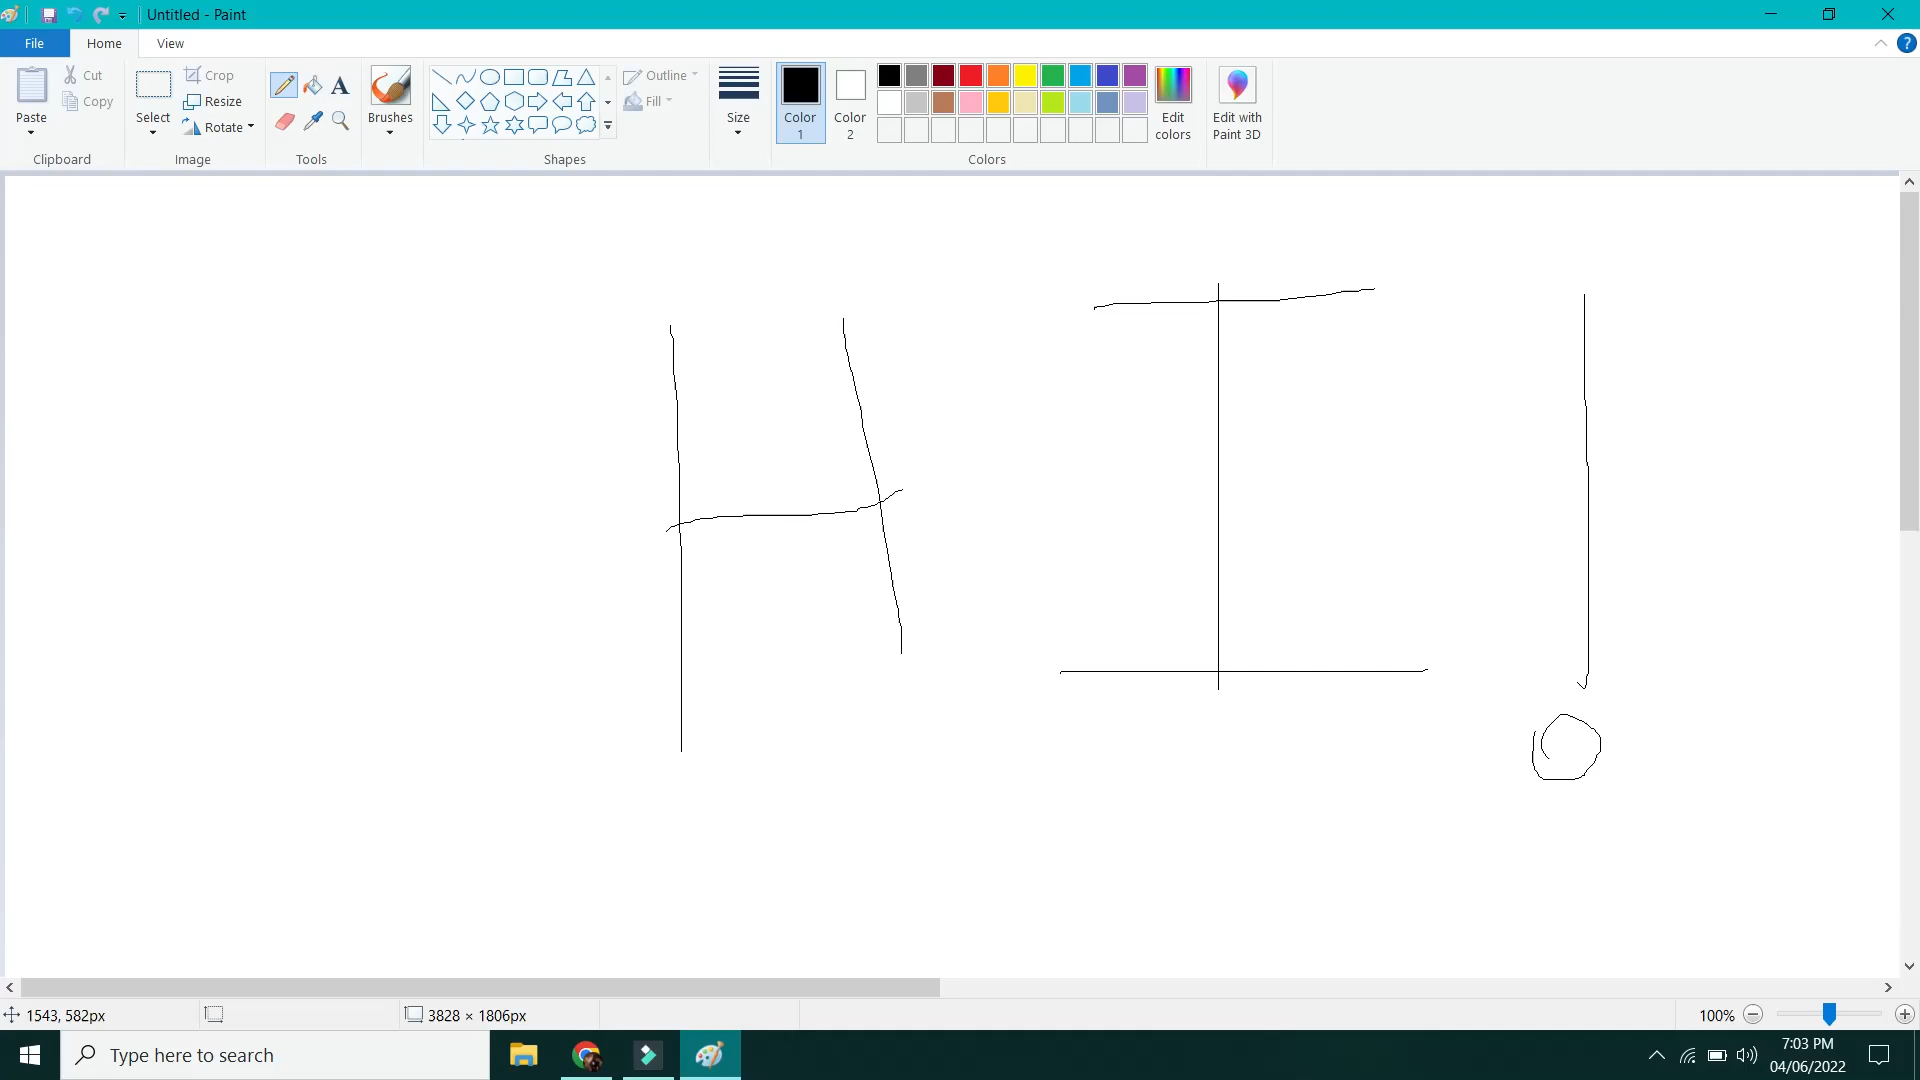 Untitled - Paint
File Home View
Paste Cut Copy Select Crop Resize Rotate A Brushes Outline Fill Size Color 1 Color 2 Edit colors Edit with Paint 3D ?
Clipboard Image Tools Shapes Colors
HI!
1543, 582px 3828 × 1806px 100%
Type here to search 7:03 PM
04/06/2022